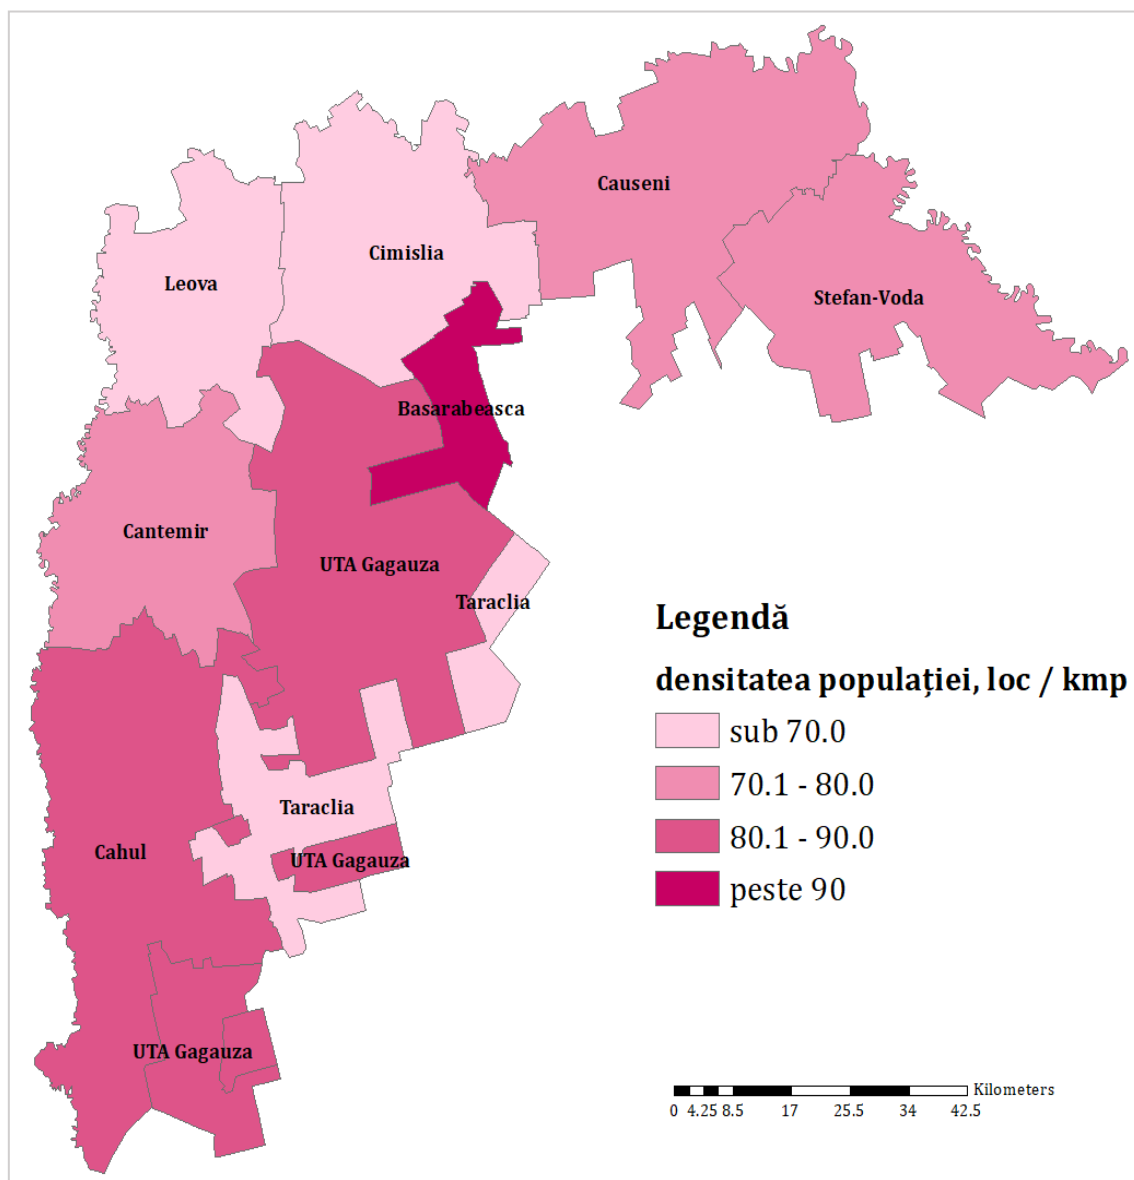 Causeni
Cimislia
Leova
Stefan-Voda
Basarabeasca
Cantemir
UTA Gagauza
Taraclia
Taraclia
Cahul
UTA Gagauza
UTA Gagauza
Legendă
densitatea populației, loc / kmp
sub 70.0
70.1 - 80.0
80.1 - 90.0
peste 90
Kilometers
0 4.25 8.5 17 25.5 34 42.5